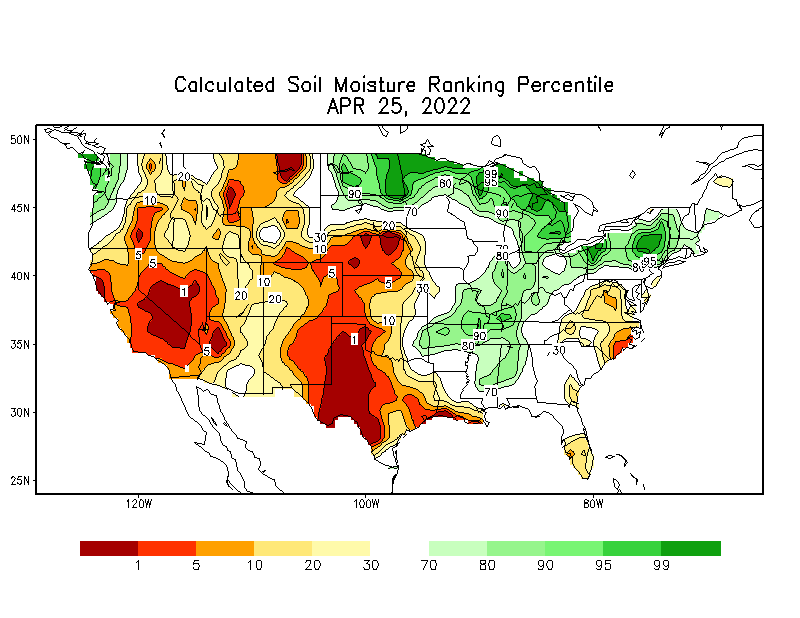 Calculated Soil Moisture Ranking Percentile
APR 25, 2022
50N
45N
40N
35N
30N
25N
120W 100W 80W
20 10 5 5 1 5 10 20 20
30 10 20 5 5 30 10 1
90 60 70 99 95 90 70 80
95 80 90 80 70 30
1 5 10 20 30 70 80 90 95 99